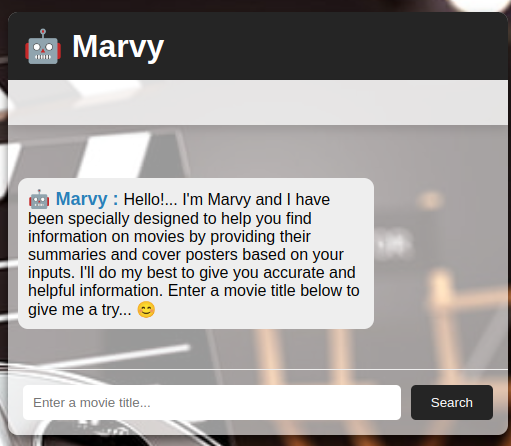 🤖 Marvy
🤖 Marvy : Hello!... I'm Marvy and I have
been specially designed to help you find
information on movies by providing their
summaries and cover posters based on your
inputs. I'll do my best to give you accurate and
helpful information. Enter a movie title below to
give me a try... 😊
Enter a movie title...
Search